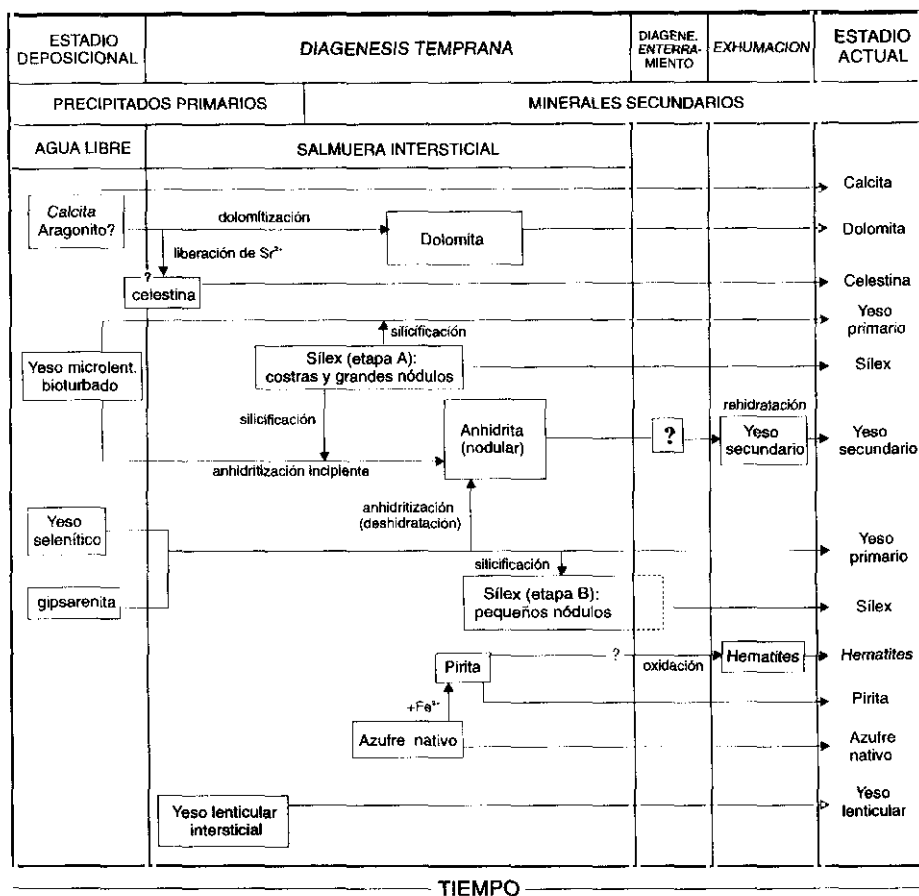 ESTADIO
DEPOSICIONAL
DIAGENESIS TEMPRANA
DIAGENE.
ENTERRA-
MIENTO
EXHUMACION
ESTADIO
ACTUAL
PRECIPITADOS PRIMARIOS
MINERALES SECUNDARIOS
AGUA LIBRE
SALMUERA INTERSTICIAL
Calcita
Aragonito?
Calcita
dolomitización
Dolomita
Dolomita
liberación de Sr²⁺
?
celestina
Celestina
Yeso
primario
silicificación
Yeso microlent.
bioturbado
Sílex (etapa A):
costras y grandes nódulos
Sílex
silicificación
rehidratación
Anhidrita
(nodular)
?
Yeso
secundario
Yeso
secundario
anhidritización incipiente
anhidritización
(deshidratación)
Yeso
selenítico
Yeso
primario
silicificación
gipsarenita
Sílex (etapa B):
pequeños nódulos
Sílex
Pirita
?
oxidación
Hematites
Hematites
+Fe²⁺
Pirita
Azufre nativo
Azufre
nativo
Yeso lenticular
intersticial
Yeso
lenticular
TIEMPO